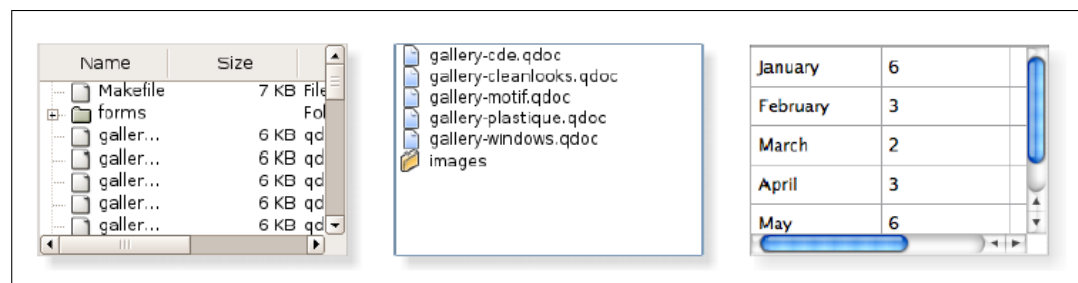 Name Size
Makefile 7 KB File
forms Fol
galler... 6 KB qd
galler... 6 KB qd
galler... 6 KB qd
galler... 6 KB qd
galler... 6 KB qd
gallery-cde.qdoc
gallery-cleanlooks.qdoc
gallery-motif.qdoc
gallery-plastique.qdoc
gallery-windows.qdoc
images
January 6
February 3
March 2
April 3
May 6